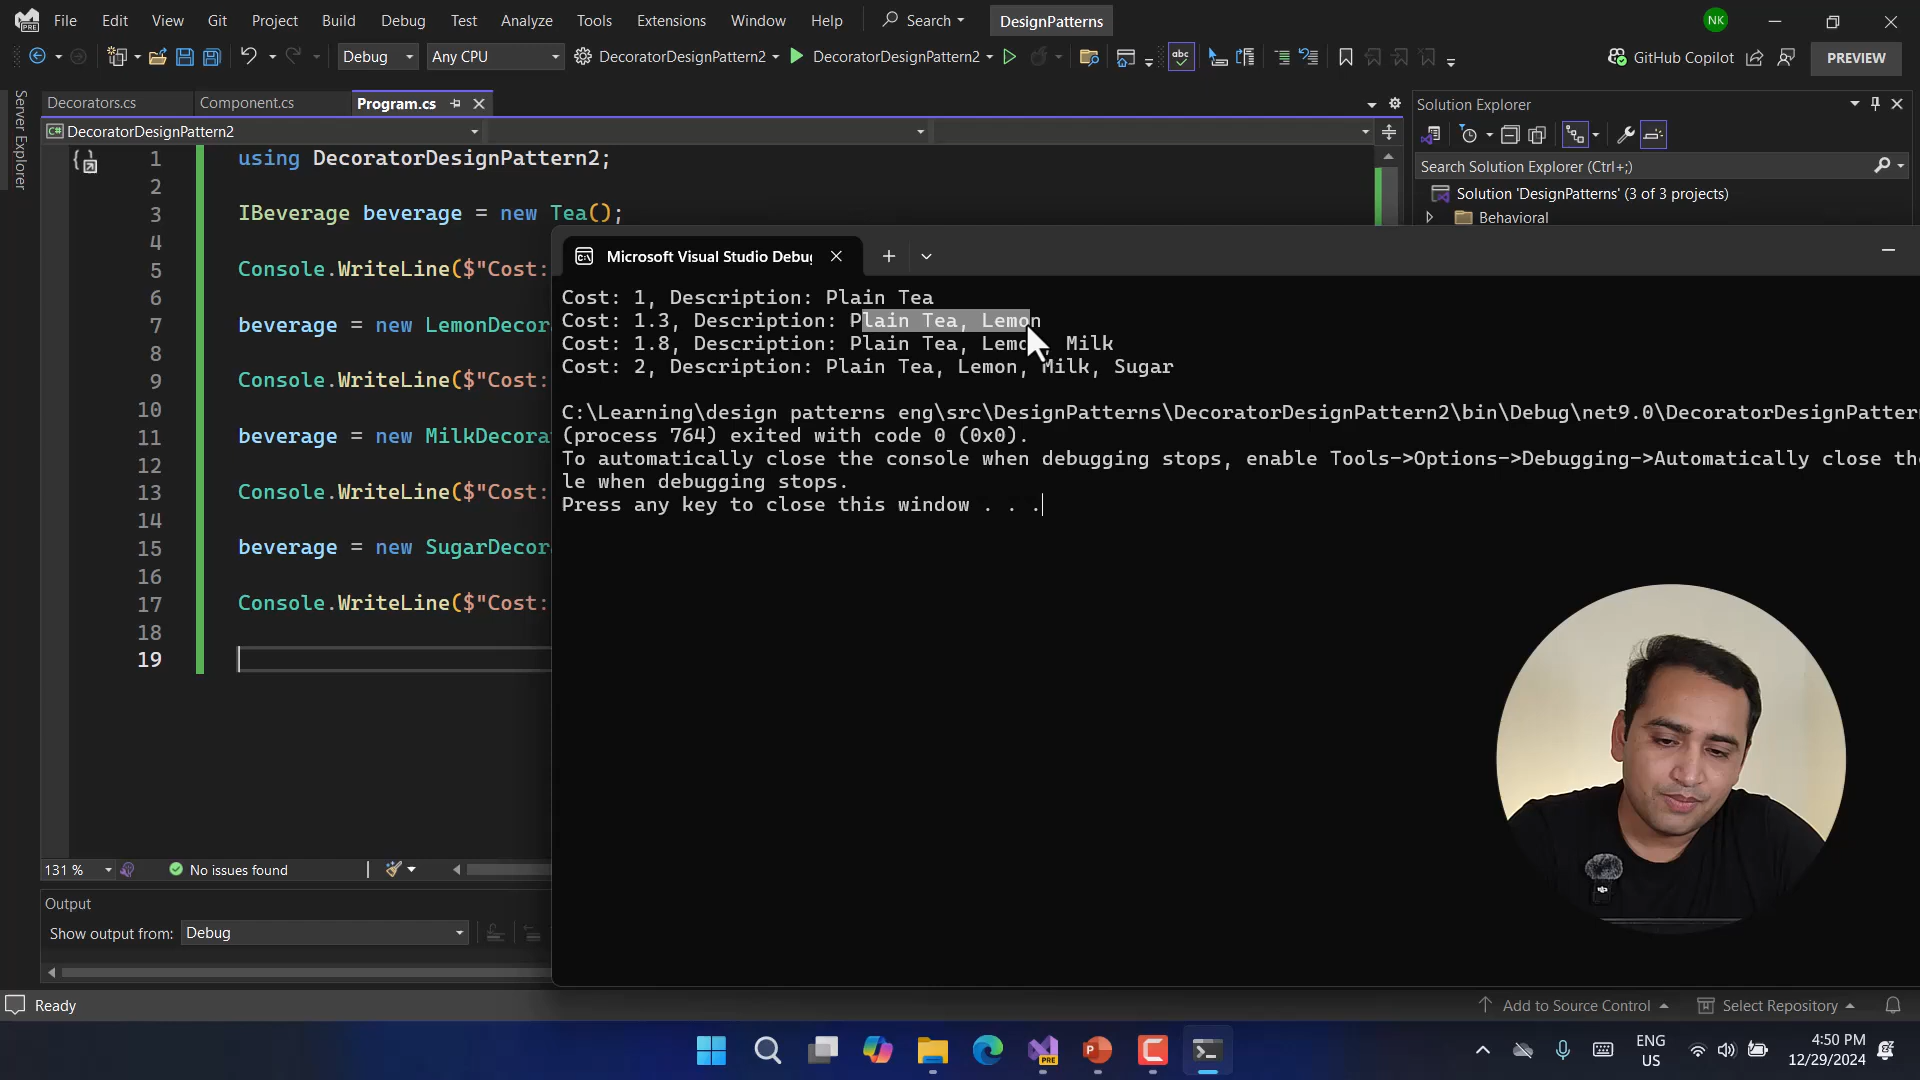 File Edit View Git Project Build Debug Test Analyze Tools Extensions Window Help Search DesignPatterns NK
Debug Any CPU DecoratorDesignPattern2 DecoratorDesignPattern2 abc GitHub Copilot PREVIEW
Server Explorer
Decorators.cs Component.cs Program.cs
C# DecoratorDesignPattern2
1 using DecoratorDesignPattern2;
2
3 IBeverage beverage = new Tea();
4
5 Console.WriteLine($"Cost:
6
7 beverage = new LemonDecor
8
9 Console.WriteLine($"Cost:
10
11 beverage = new MilkDecora
12
13 Console.WriteLine($"Cost:
14
15 beverage = new SugarDecor
16
17 Console.WriteLine($"Cost:
18
19
131 % No issues found
Output
Show output from: Debug
Solution Explorer
Search Solution Explorer (Ctrl+;)
Solution 'DesignPatterns' (3 of 3 projects)
Behavioral
Microsoft Visual Studio Debug
Cost: 1, Description: Plain Tea
Cost: 1.3, Description: Plain Tea, Lemon
Cost: 1.8, Description: Plain Tea, Lemon, Milk
Cost: 2, Description: Plain Tea, Lemon, Milk, Sugar
C:\Learning\design patterns eng\src\DesignPatterns\DecoratorDesignPattern2\bin\Debug\net9.0\DecoratorDesignPattern
(process 764) exited with code 0 (0x0).
To automatically close the console when debugging stops, enable Tools->Options->Debugging->Automatically close the
le when debugging stops.
Press any key to close this window . . .
Ready Add to Source Control Select Repository
PRE
ENG
US
4:50 PM
12/29/2024